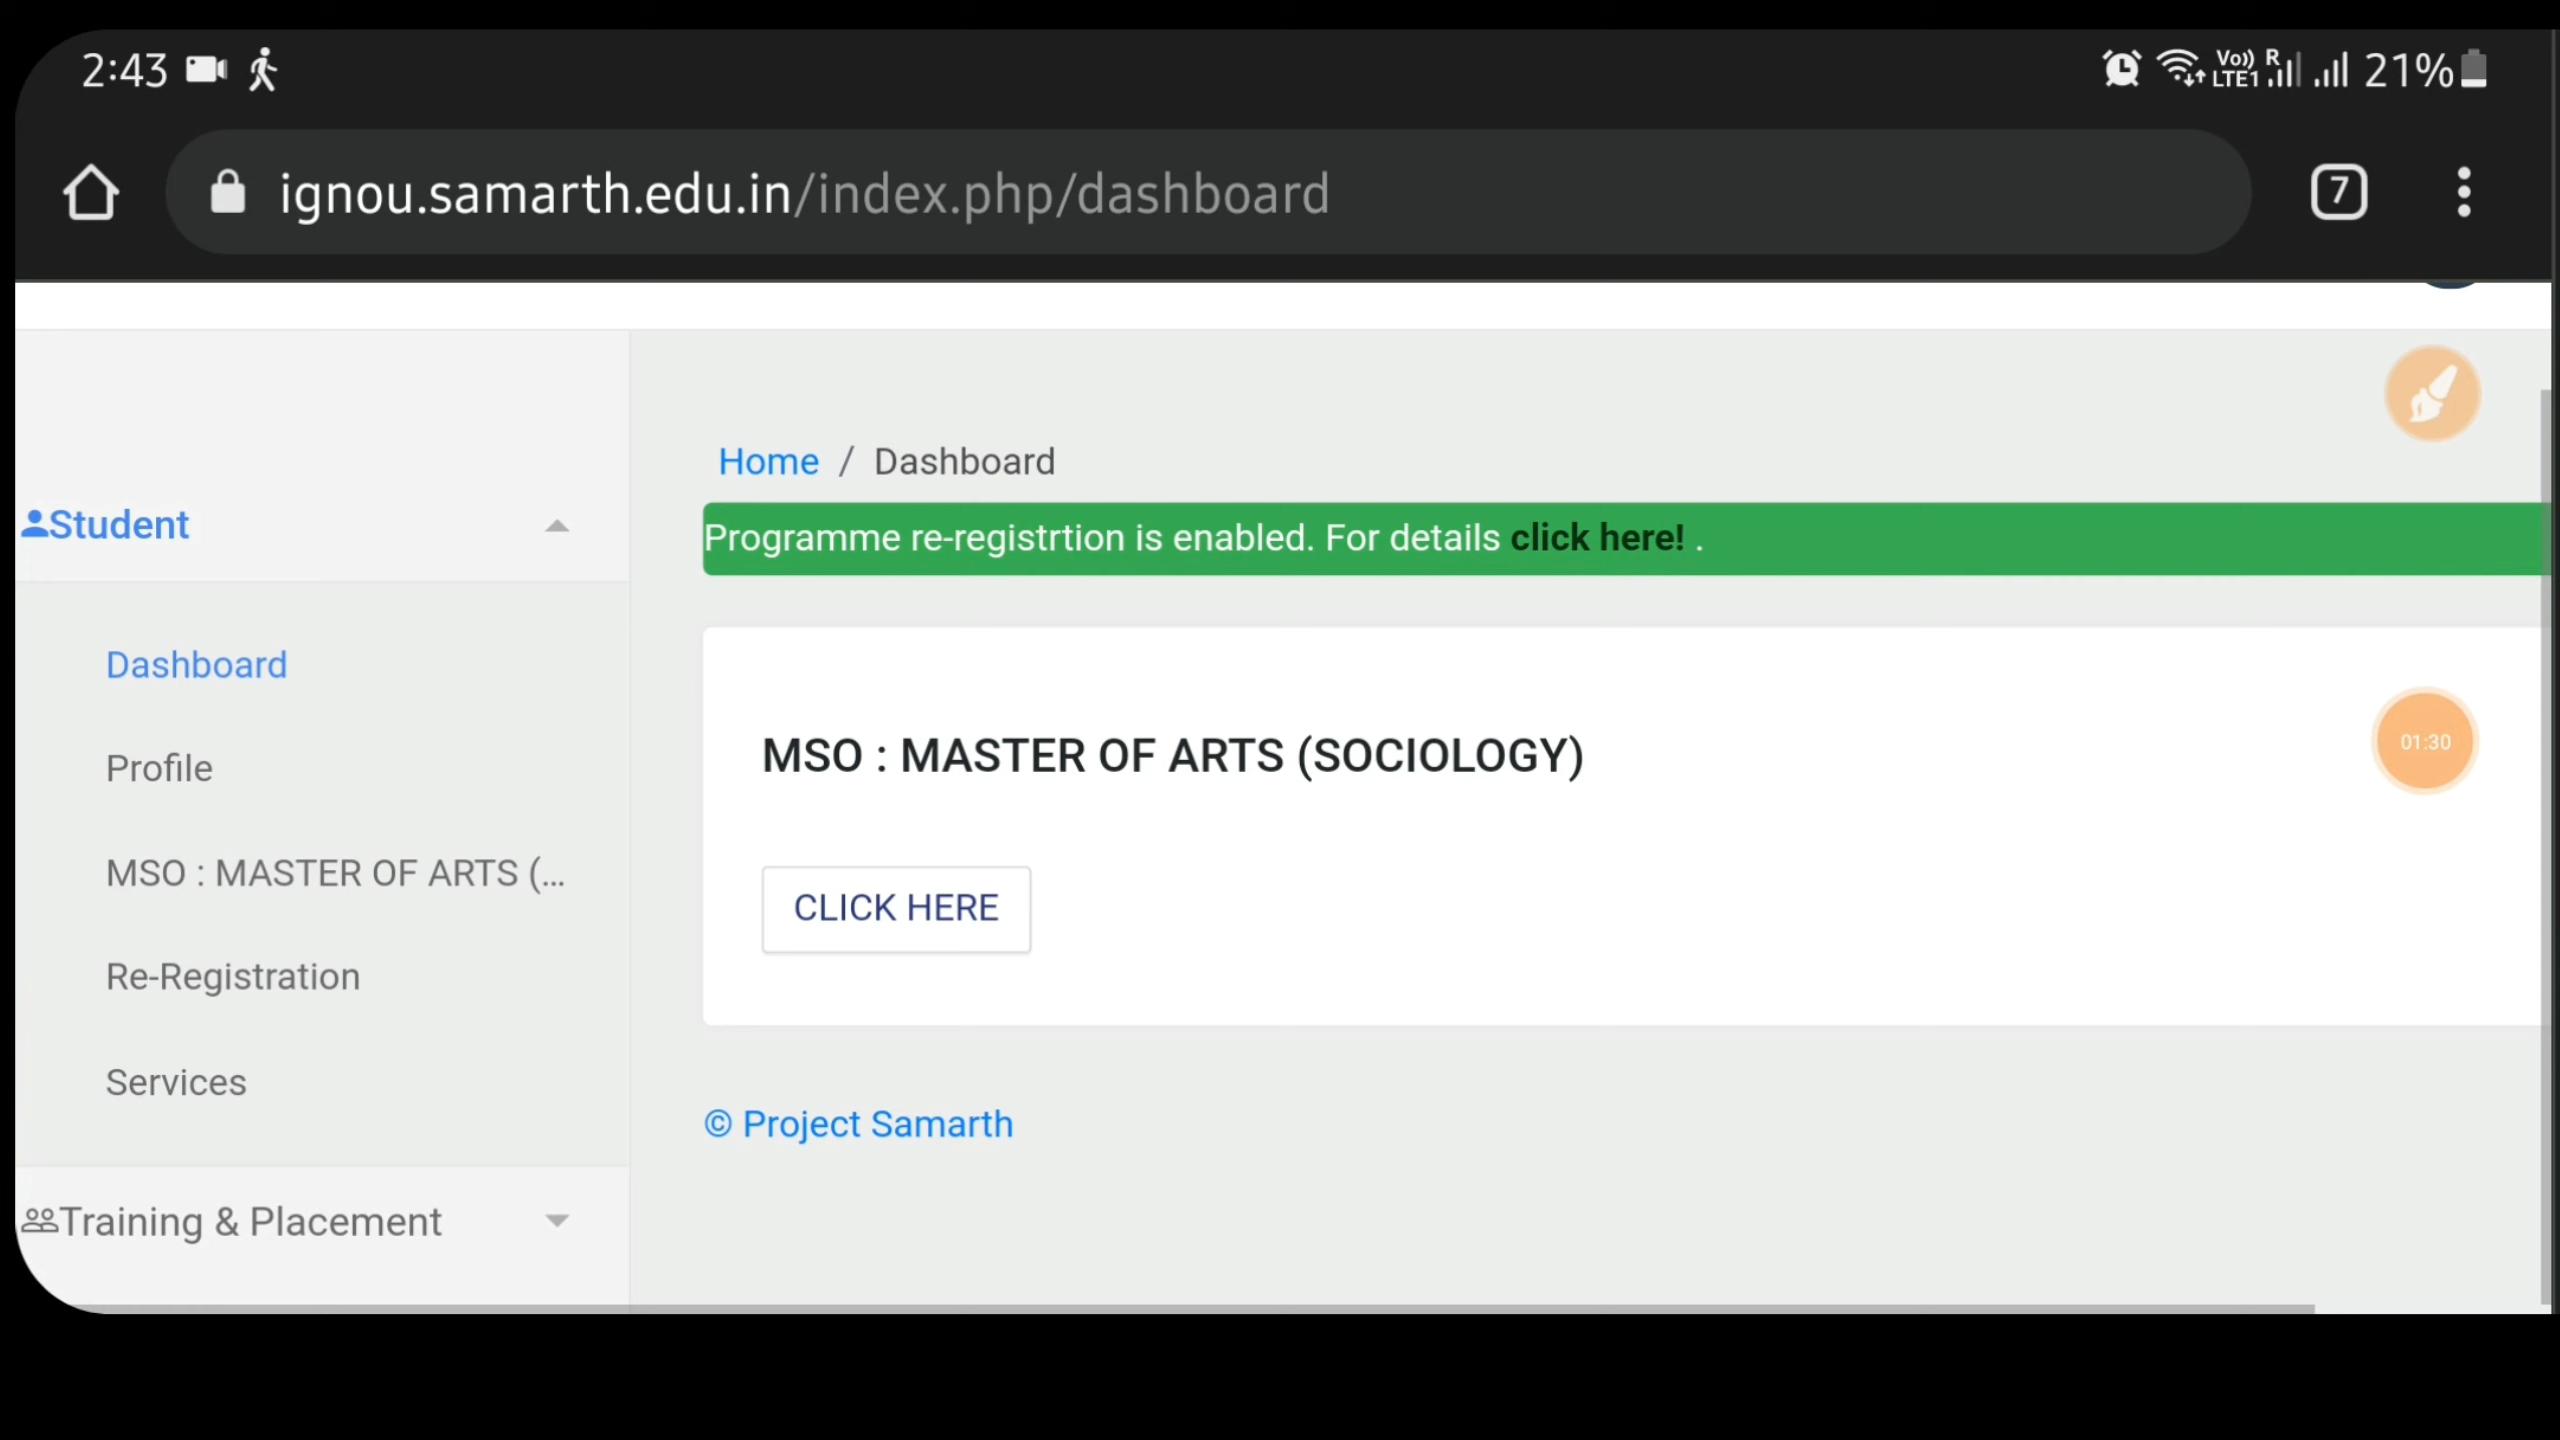 2:43 Vo)) R 21%
LTE1
ignou.samarth.edu.in/index.php/dashboard 7
Home / Dashboard
Student
Programme re-registrtion is enabled. For details click here! .
Dashboard
Profile
MSO : MASTER OF ARTS (...
Re-Registration
Services
Training & Placement
MSO : MASTER OF ARTS (SOCIOLOGY)
01:30
CLICK HERE
© Project Samarth